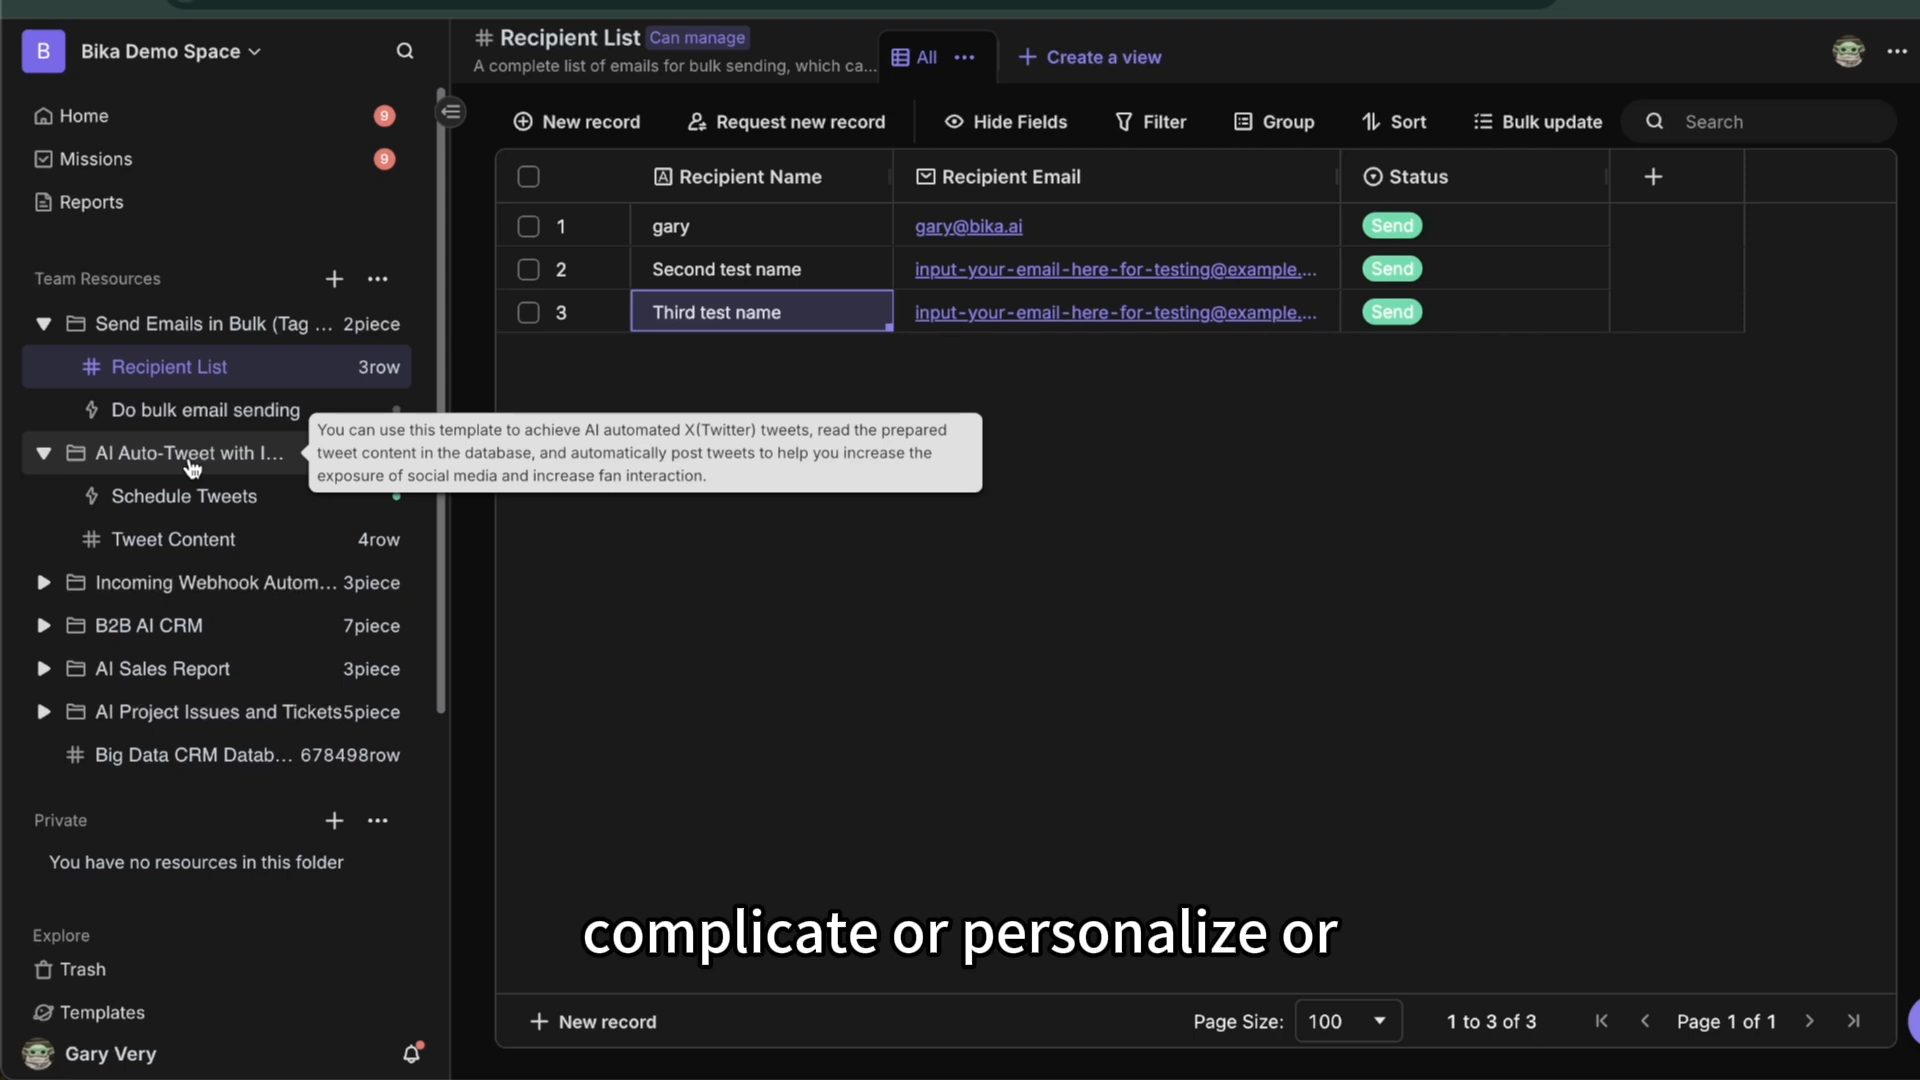 B
Bika Demo Space
Home
9
Missions
9
Reports
Team Resources
Send Emails in Bulk (Tag ... 2piece
Recipient List 3row
Do bulk email sending
AI Auto-Tweet with I...
Schedule Tweets
Tweet Content 4row
Incoming Webhook Autom... 3piece
B2B AI CRM 7piece
AI Sales Report 3piece
AI Project Issues and Tickets5piece
Big Data CRM Datab... 678498row
Private
You have no resources in this folder
Explore
Trash
Templates
Gary Very
Recipient List Can manage
A complete list of emails for bulk sending, which ca...
All
Create a view
New record
Request new record
Hide Fields
Filter
Group
Sort
Bulk update
Search
Recipient Name Recipient Email Status
1 gary gary@bika.ai Send
2 Second test name input-your-email-here-for-testing@example.... Send
3 Third test name input-your-email-here-for-testing@example.... Send
You can use this template to achieve AI automated X(Twitter) tweets, read the prepared
tweet content in the database, and automatically post tweets to help you increase the
exposure of social media and increase fan interaction.
complicate or personalize or
New record
Page Size: 100 1 to 3 of 3 Page 1 of 1